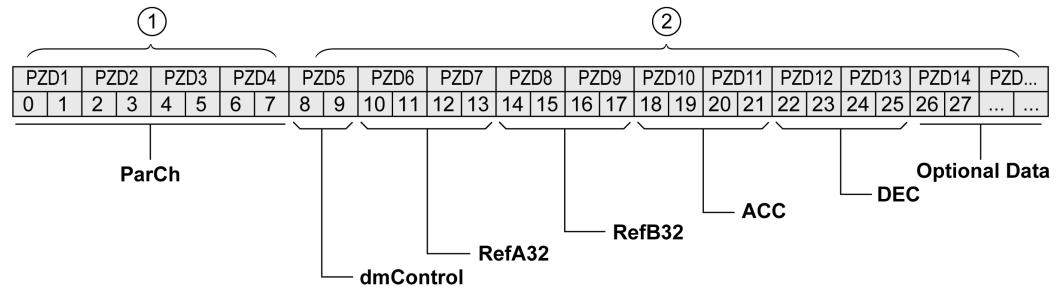 1 2
PZD1 PZD2 PZD3 PZD4 PZD5 PZD6 PZD7 PZD8 PZD9 PZD10 PZD11 PZD12 PZD13 PZD14 PZD...
0 1 2 3 4 5 6 7 8 9 10 11 12 13 14 15 16 17 18 19 20 21 22 23 24 25 26 27 ... ...
ParCh Optional Data
DEC
ACC
RefB32
RefA32
dmControl